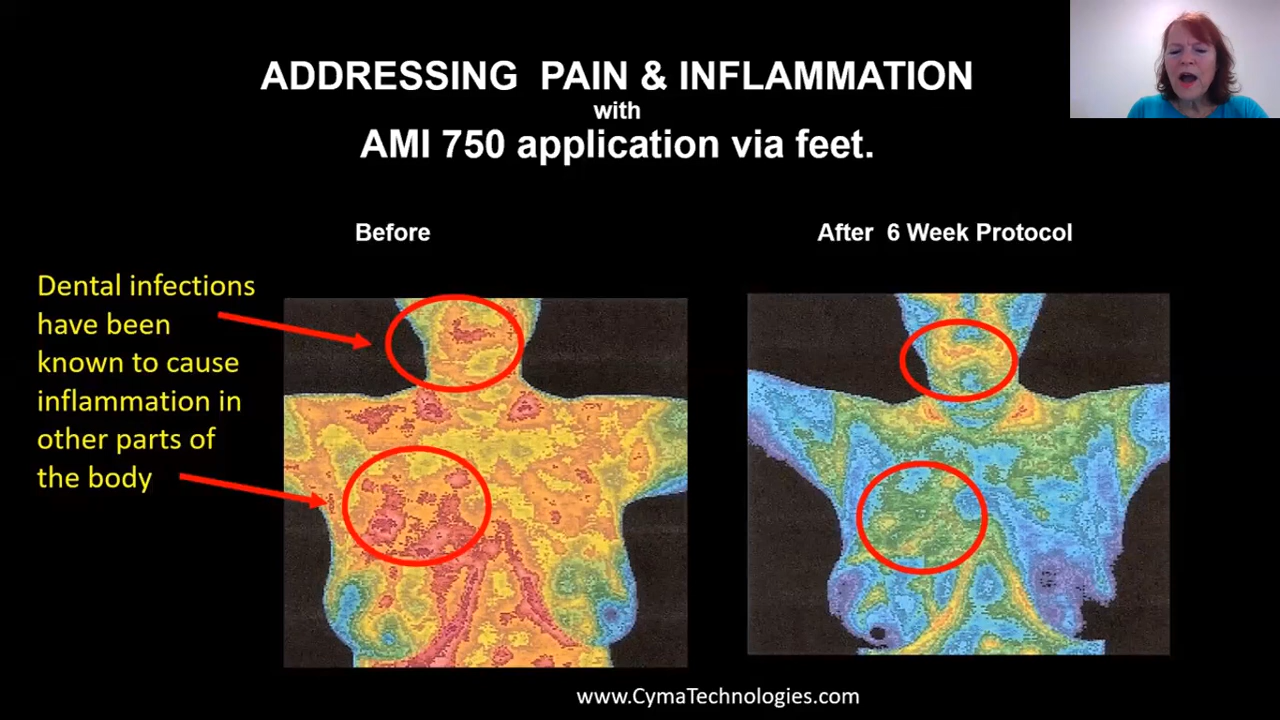 ADDRESSING PAIN & INFLAMMATION
with
AMI 750 application via feet.
Before
After 6 Week Protocol
Dental infections
have been
known to cause
inflammation in
other parts of
the body
www.CymaTechnologies.com